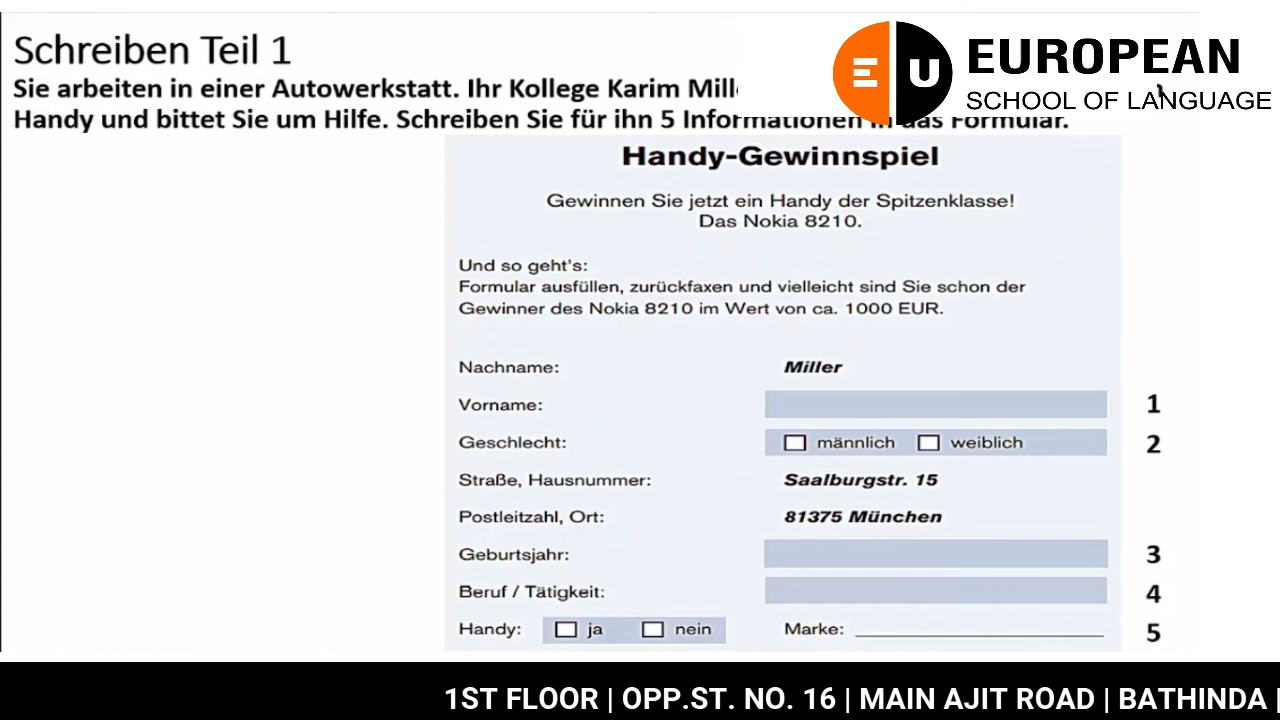 Schreiben Teil 1
Sie arbeiten in einer Autowerkstatt. Ihr Kollege Karim
Handy und bittet Sie um Hilfe. Schreiben Sie für ihn 5 Informationen in das Formular.
EU EUROPEAN
SCHOOL OF LANGUAGE
Handy-Gewinnspiel
Gewinnen Sie jetzt ein Handy der Spitzenklasse!
Das Nokia 8210.
Und so geht's:
Formular ausfüllen, zurückfaxen und vielleicht sind Sie schon der
Gewinner des Nokia 8210 im Wert von ca. 1000 EUR.
Nachname: Miller
Vorname: 1
Geschlecht: männlich weiblich 2
Straße, Hausnummer: Saalburgstr. 15
Postleitzahl, Ort: 81375 München
Geburtsjahr: 3
Beruf / Tätigkeit: 4
Handy: ja nein Marke: 5
1ST FLOOR | OPP.ST. NO. 16 | MAIN AJIT ROAD | BATHINDA